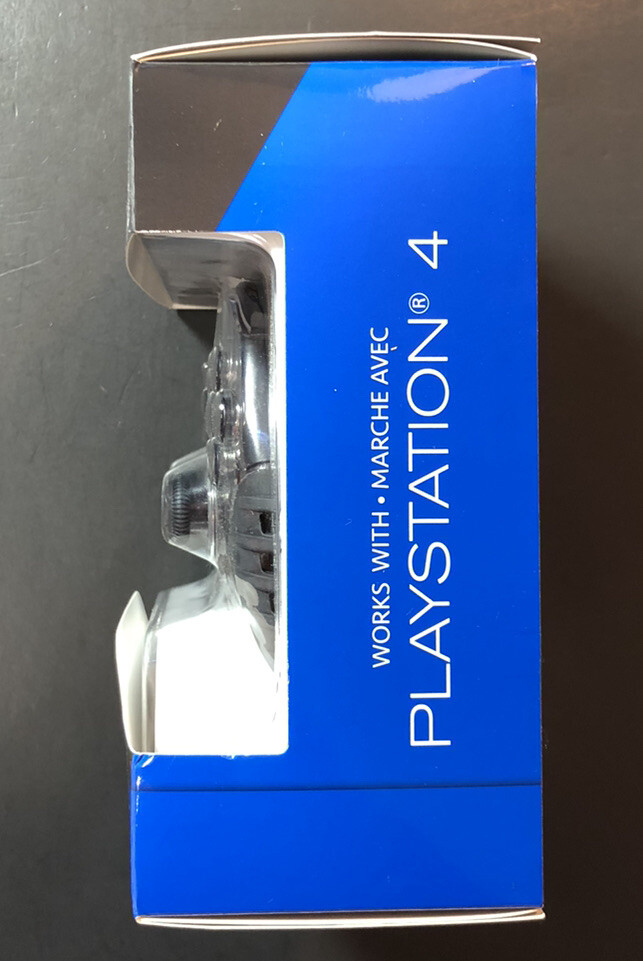 WORKS WITH • MARCHE AVEC
PLAYSTATION® 4